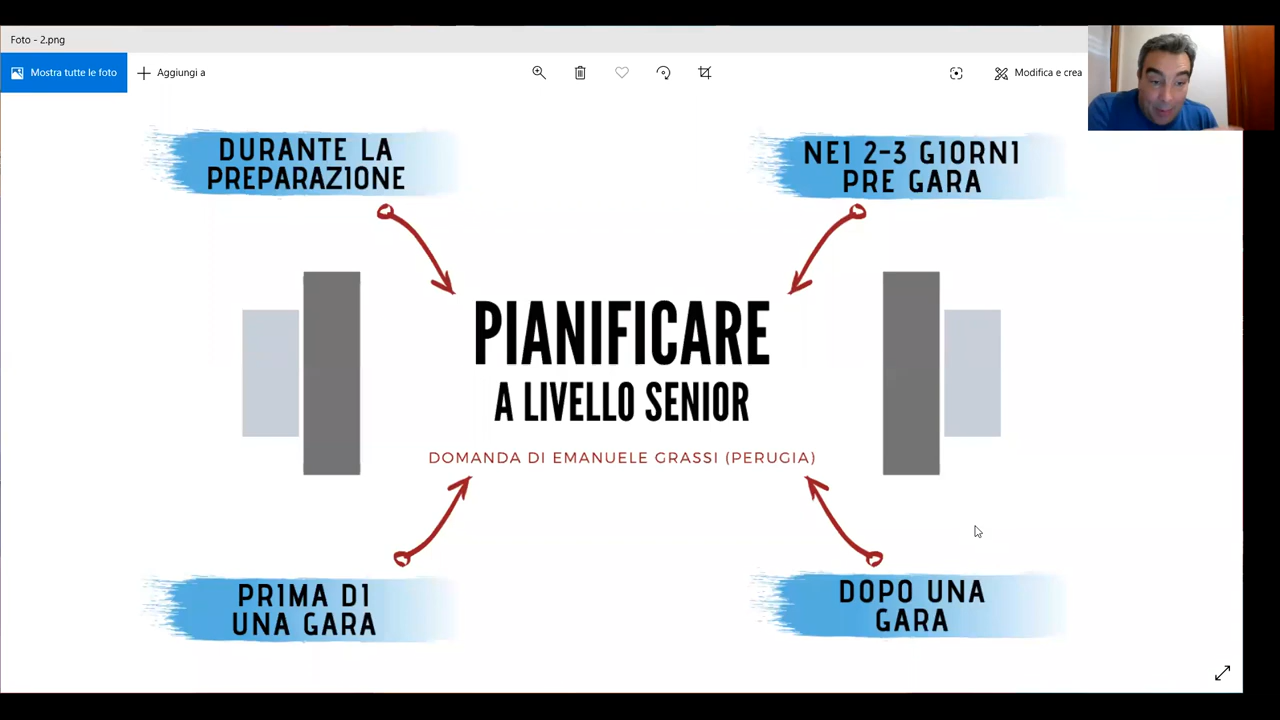 Foto - 2.png
Mostra tutte le foto
Aggiungi a
Modifica e crea
DURANTE LA
PREPARAZIONE
NEI 2-3 GIORNI
PRE GARA
PIANIFICARE
A LIVELLO SENIOR
DOMANDA DI EMANUELE GRASSI (PERUGIA)
PRIMA DI
UNA GARA
DOPO UNA
GARA